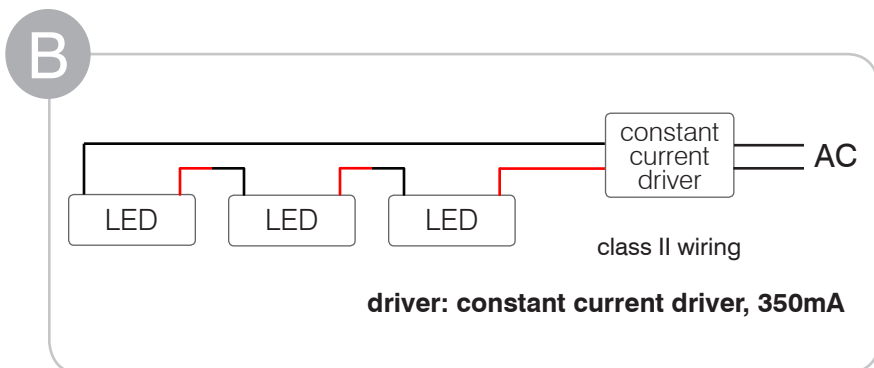 B
constant
current
driver
AC
LED
LED
LED
class II wiring
driver: constant current driver, 350mA